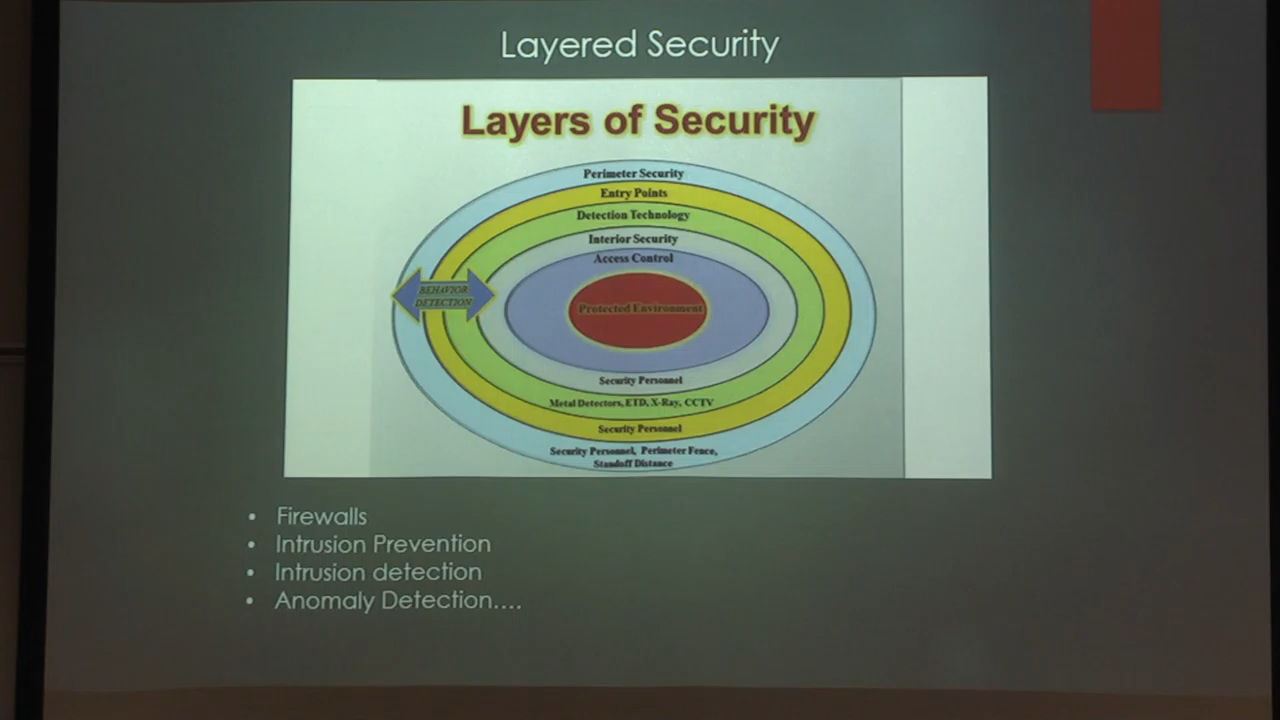 Layered Security
Layers of Security
Perimeter Security
Entry Points
Detection Technology
Interior Security
Access Control
BEHAVIOR
DETECTION
Protected Environment
Security Personnel
Metal Detectors, ETD, X-Ray, CCTV
Security Personnel
Security Personnel, Perimeter Fence,
Standoff Distance
• Firewalls
• Intrusion Prevention
• Intrusion detection
• Anomaly Detection....